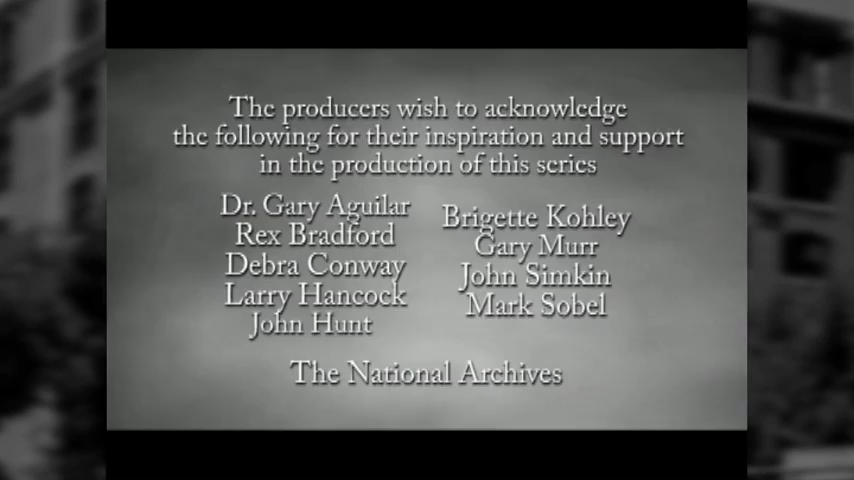 The producers wish to acknowledge
the following for their inspiration and support
in the production of this series
Dr. Gary Aguilar
Rex Bradford
Debra Conway
Larry Hancock
John Hunt
Brigette Kohley
Gary Murr
John Simkin
Mark Sobel
The National Archives